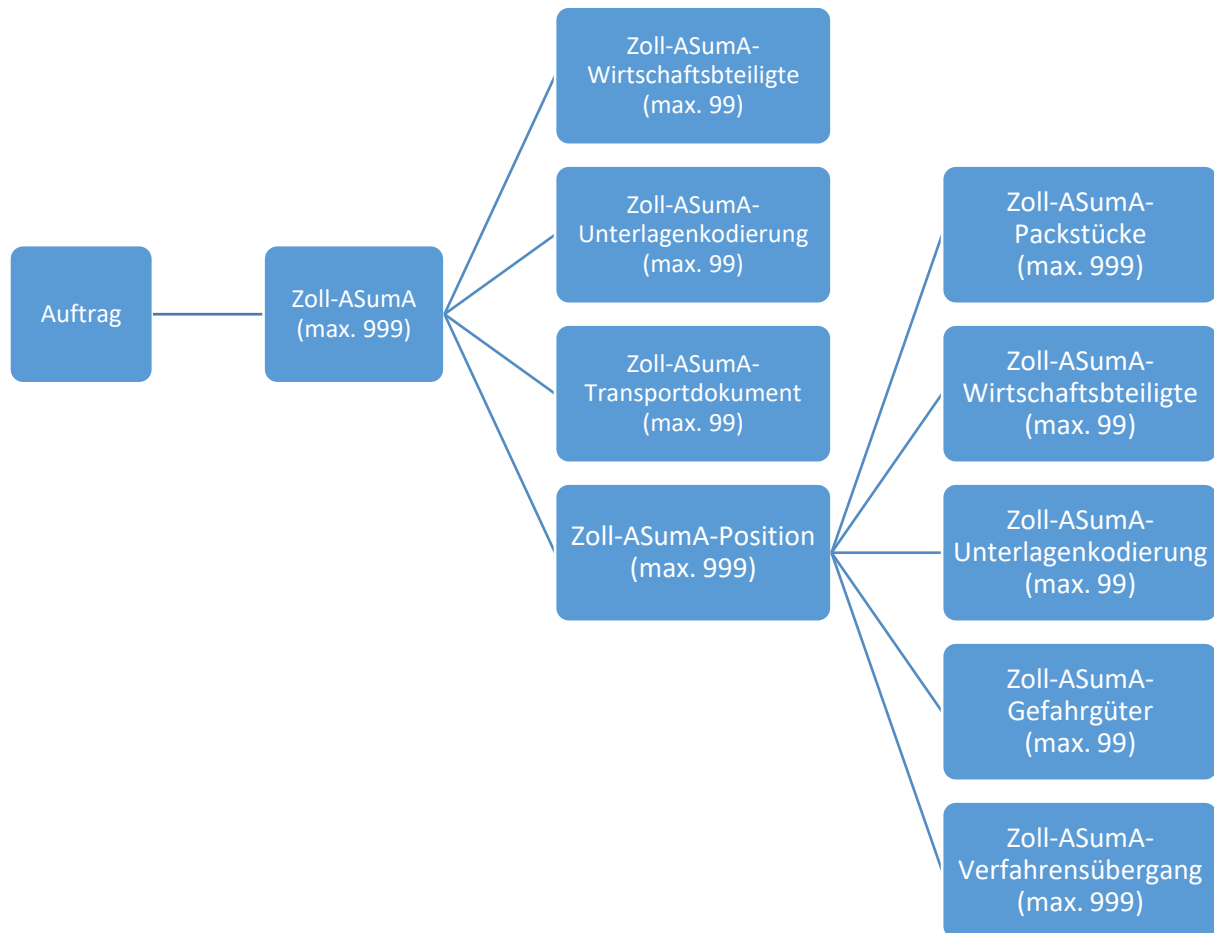 Auftrag
Zoll-ASumA
(max. 999)
Zoll-ASumA-
Wirtschaftsbteiligte
(max. 99)
Zoll-ASumA-
Unterlagenkodierung
(max. 99)
Zoll-ASumA-
Transportdokument
(max. 99)
Zoll-ASumA-Position
(max. 999)
Zoll-ASumA-
Packstücke
(max. 999)
Zoll-ASumA-
Wirtschaftsbteiligte
(max. 99)
Zoll-ASumA-
Unterlagenkodierung
(max. 99)
Zoll-ASumA-
Gefahrgüter
(max. 99)
Zoll-ASumA-
Verfahrensübergang
(max. 999)